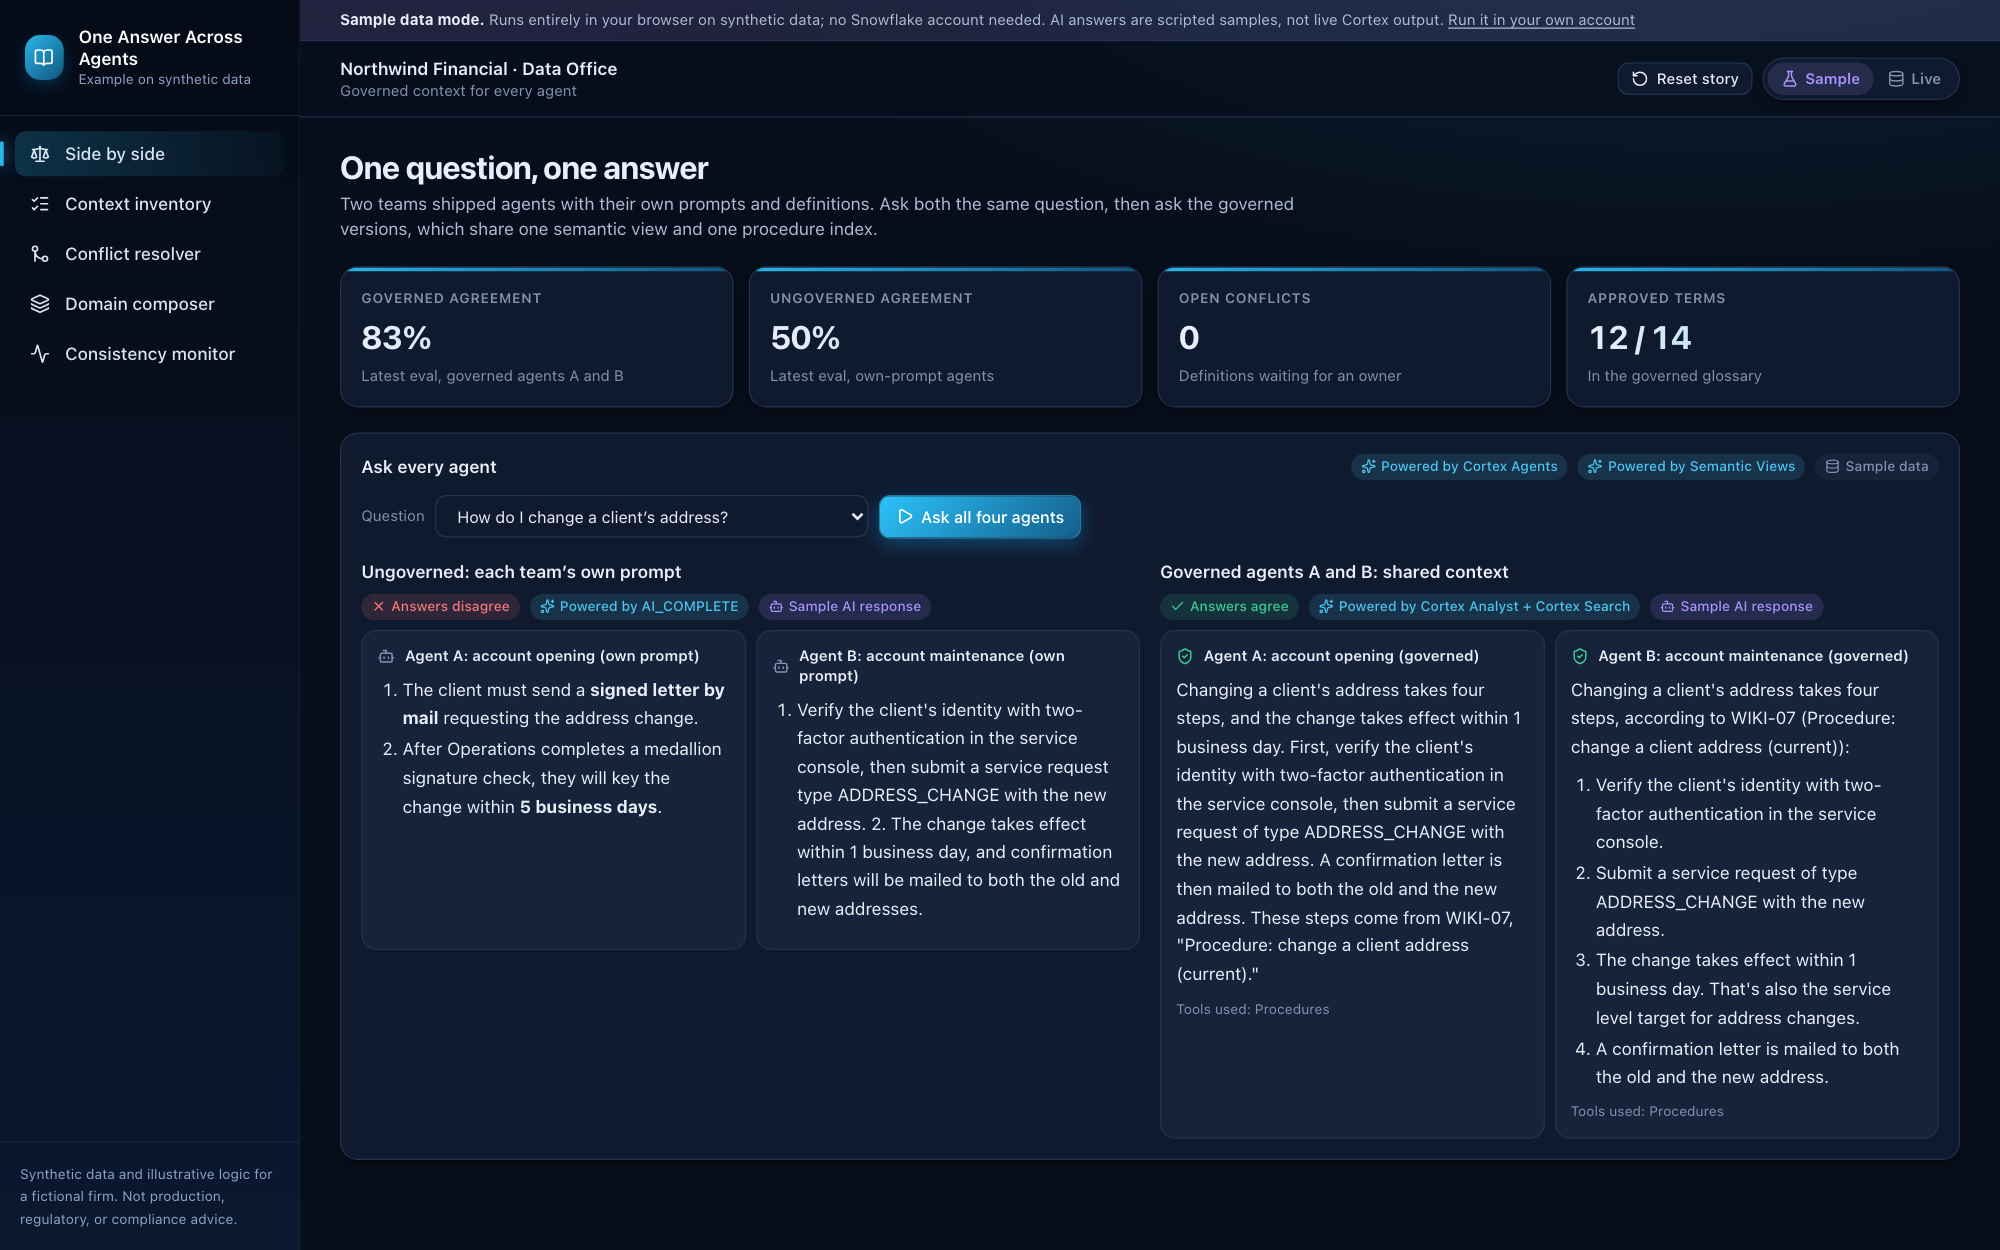 One Answer Across
Agents
Example on synthetic data
Side by side
Context inventory
Conflict resolver
Domain composer
Consistency monitor
Synthetic data and illustrative logic for
a fictional firm. Not production,
regulatory, or compliance advice.
Sample data mode. Runs entirely in your browser on synthetic data; no Snowflake account needed. AI answers are scripted samples, not live Cortex output. Run it in your own account
Northwind Financial · Data Office
Governed context for every agent
Reset story
Sample
Live
One question, one answer
Two teams shipped agents with their own prompts and definitions. Ask both the same question, then ask the governed
versions, which share one semantic view and one procedure index.
GOVERNED AGREEMENT
83%
Latest eval, governed agents A and B
UNGOVERNED AGREEMENT
50%
Latest eval, own-prompt agents
OPEN CONFLICTS
0
Definitions waiting for an owner
APPROVED TERMS
12 / 14
In the governed glossary
Ask every agent
Powered by Cortex Agents
Powered by Semantic Views
Sample data
Question
How do I change a client’s address?
Ask all four agents
Ungoverned: each team’s own prompt
Answers disagree
Powered by AI_COMPLETE
Sample AI response
Agent A: account opening (own prompt)
1. The client must send a signed letter by
mail requesting the address change.
2. After Operations completes a medallion
signature check, they will key the
change within 5 business days.
Agent B: account maintenance (own
prompt)
1. Verify the client's identity with two-
factor authentication in the service
console, then submit a service request
type ADDRESS_CHANGE with the new
address. 2. The change takes effect
within 1 business day, and confirmation
letters will be mailed to both the old and
new addresses.
Governed agents A and B: shared context
Answers agree
Powered by Cortex Analyst + Cortex Search
Sample AI response
Agent A: account opening (governed)
Changing a client's address takes four
steps, and the change takes effect within 1
business day. First, verify the client's
identity with two-factor authentication in
the service console, then submit a service
request of type ADDRESS_CHANGE with
the new address. A confirmation letter is
then mailed to both the old and the new
address. These steps come from WIKI-07,
"Procedure: change a client address
(current)."
Tools used: Procedures
Agent B: account maintenance (governed)
Changing a client's address takes four
steps, according to WIKI-07 (Procedure:
change a client address (current)):
1. Verify the client's identity with two-
factor authentication in the service
console.
2. Submit a service request of type
ADDRESS_CHANGE with the new
address.
3. The change takes effect within 1
business day. That's also the service
level target for address changes.
4. A confirmation letter is mailed to both
the old and the new address.
Tools used: Procedures